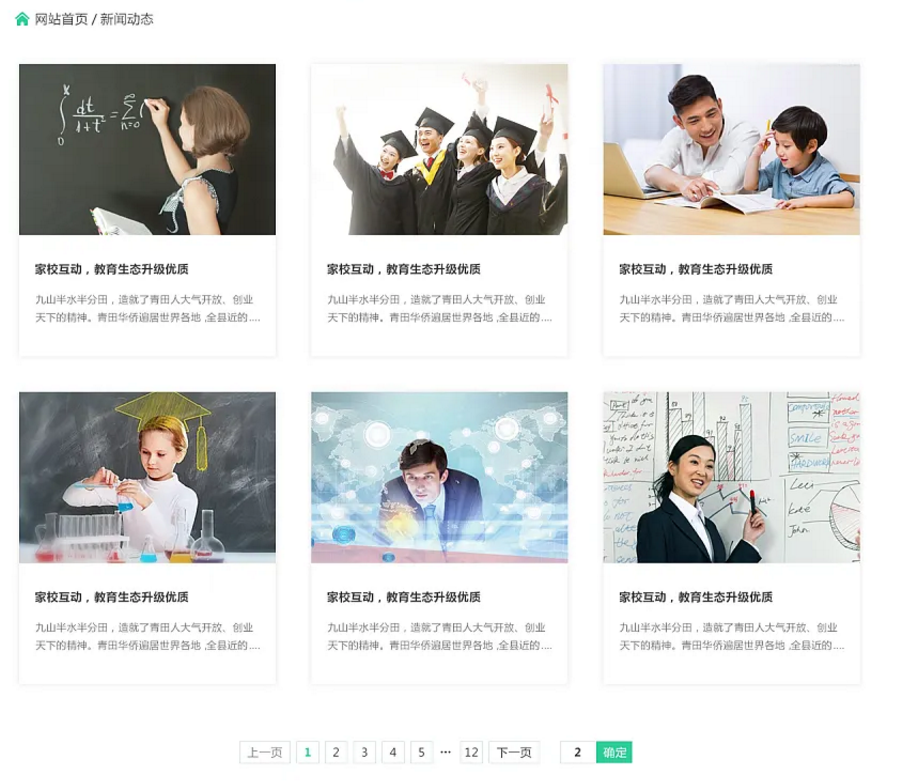 网站首页 / 新闻动态
家校互动，教育生态升级优质
九山半水半分田，造就了青田人大气开放、创业
天下的精神。青田华侨遍居世界各地 ,全县近的....
家校互动，教育生态升级优质
九山半水半分田，造就了青田人大气开放、创业
天下的精神。青田华侨遍居世界各地 ,全县近的....
家校互动，教育生态升级优质
九山半水半分田，造就了青田人大气开放、创业
天下的精神。青田华侨遍居世界各地 ,全县近的....
SMILE
Leci
kate
John
家校互动，教育生态升级优质
九山半水半分田，造就了青田人大气开放、创业
天下的精神。青田华侨遍居世界各地 ,全县近的....
家校互动，教育生态升级优质
九山半水半分田，造就了青田人大气开放、创业
天下的精神。青田华侨遍居世界各地 ,全县近的....
家校互动，教育生态升级优质
九山半水半分田，造就了青田人大气开放、创业
天下的精神。青田华侨遍居世界各地 ,全县近的....
上一页 1 2 3 4 5 ··· 12 下一页 2 确定